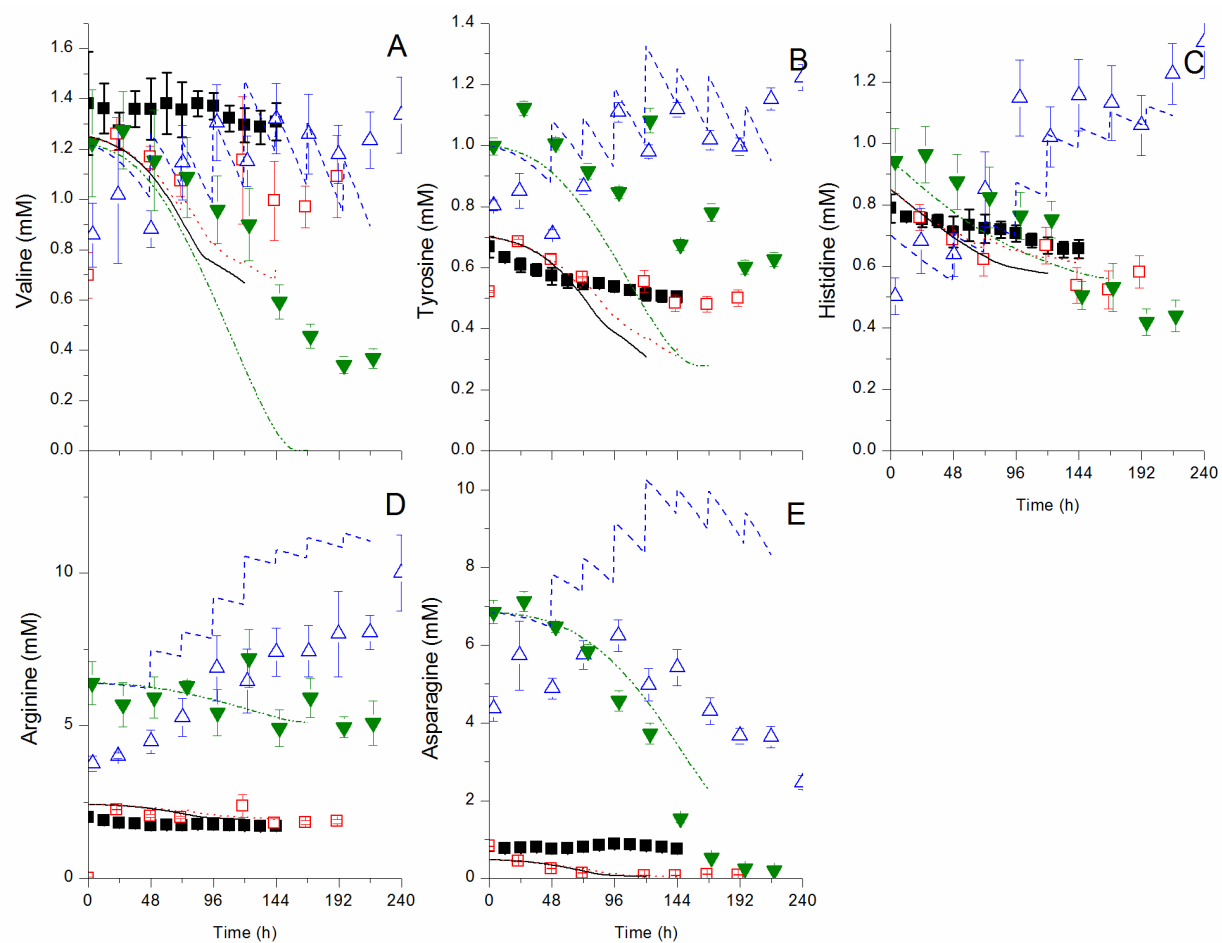 A
B
C
1.6
1.4
1.2
1.0
0.8
0.6
0.4
0.2
0.0
Valine (mM)
1.4
1.2
1.0
0.8
0.6
0.4
0.2
0.0
Tyrosine (mM)
0.8
0.6
0.4
0.2
0.0
Histidine (mM)
0 48 96 144 192 240
Time (h)
D
E
10
5
0
Arginine (mM)
0 48 96 144 192 240
Time (h)
10
8
6
4
2
0
Asparagine (mM)
0 48 96 144 192 240
Time (h)